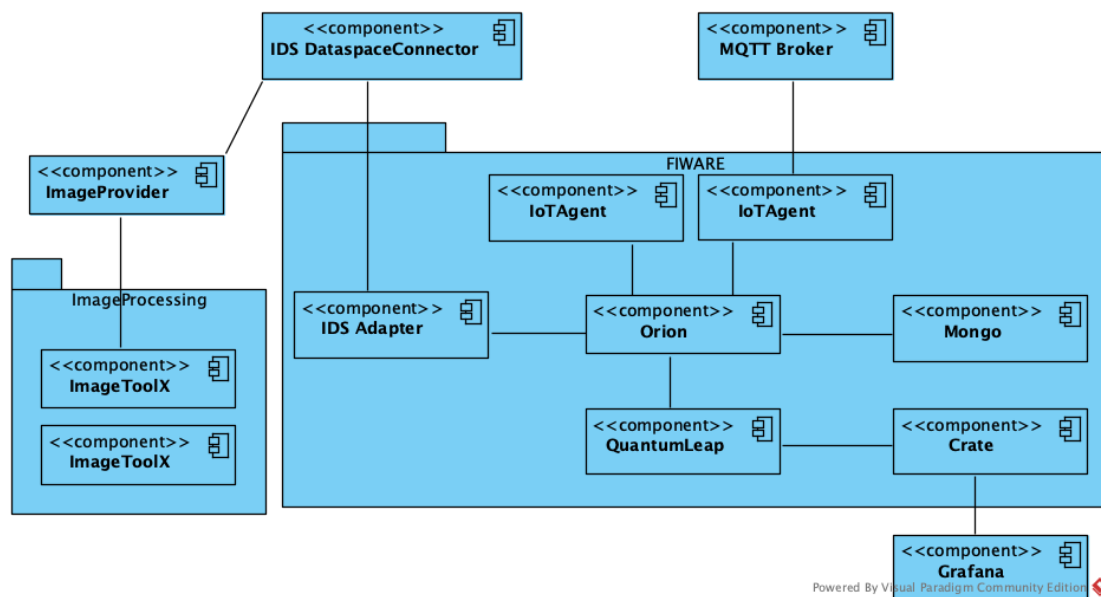 <<component>>
IDS DataspaceConnector
<<component>>
MQTT Broker
<<component>>
ImageProvider
FIWARE
<<component>>
IoTAgent
<<component>>
IoTAgent
ImageProcessing
<<component>>
IDS Adapter
<<component>>
Orion
<<component>>
Mongo
<<component>>
ImageToolX
<<component>>
ImageToolX
<<component>>
QuantumLeap
<<component>>
Crate
<<component>>
Grafana
Powered By Visual Paradigm Community Edition